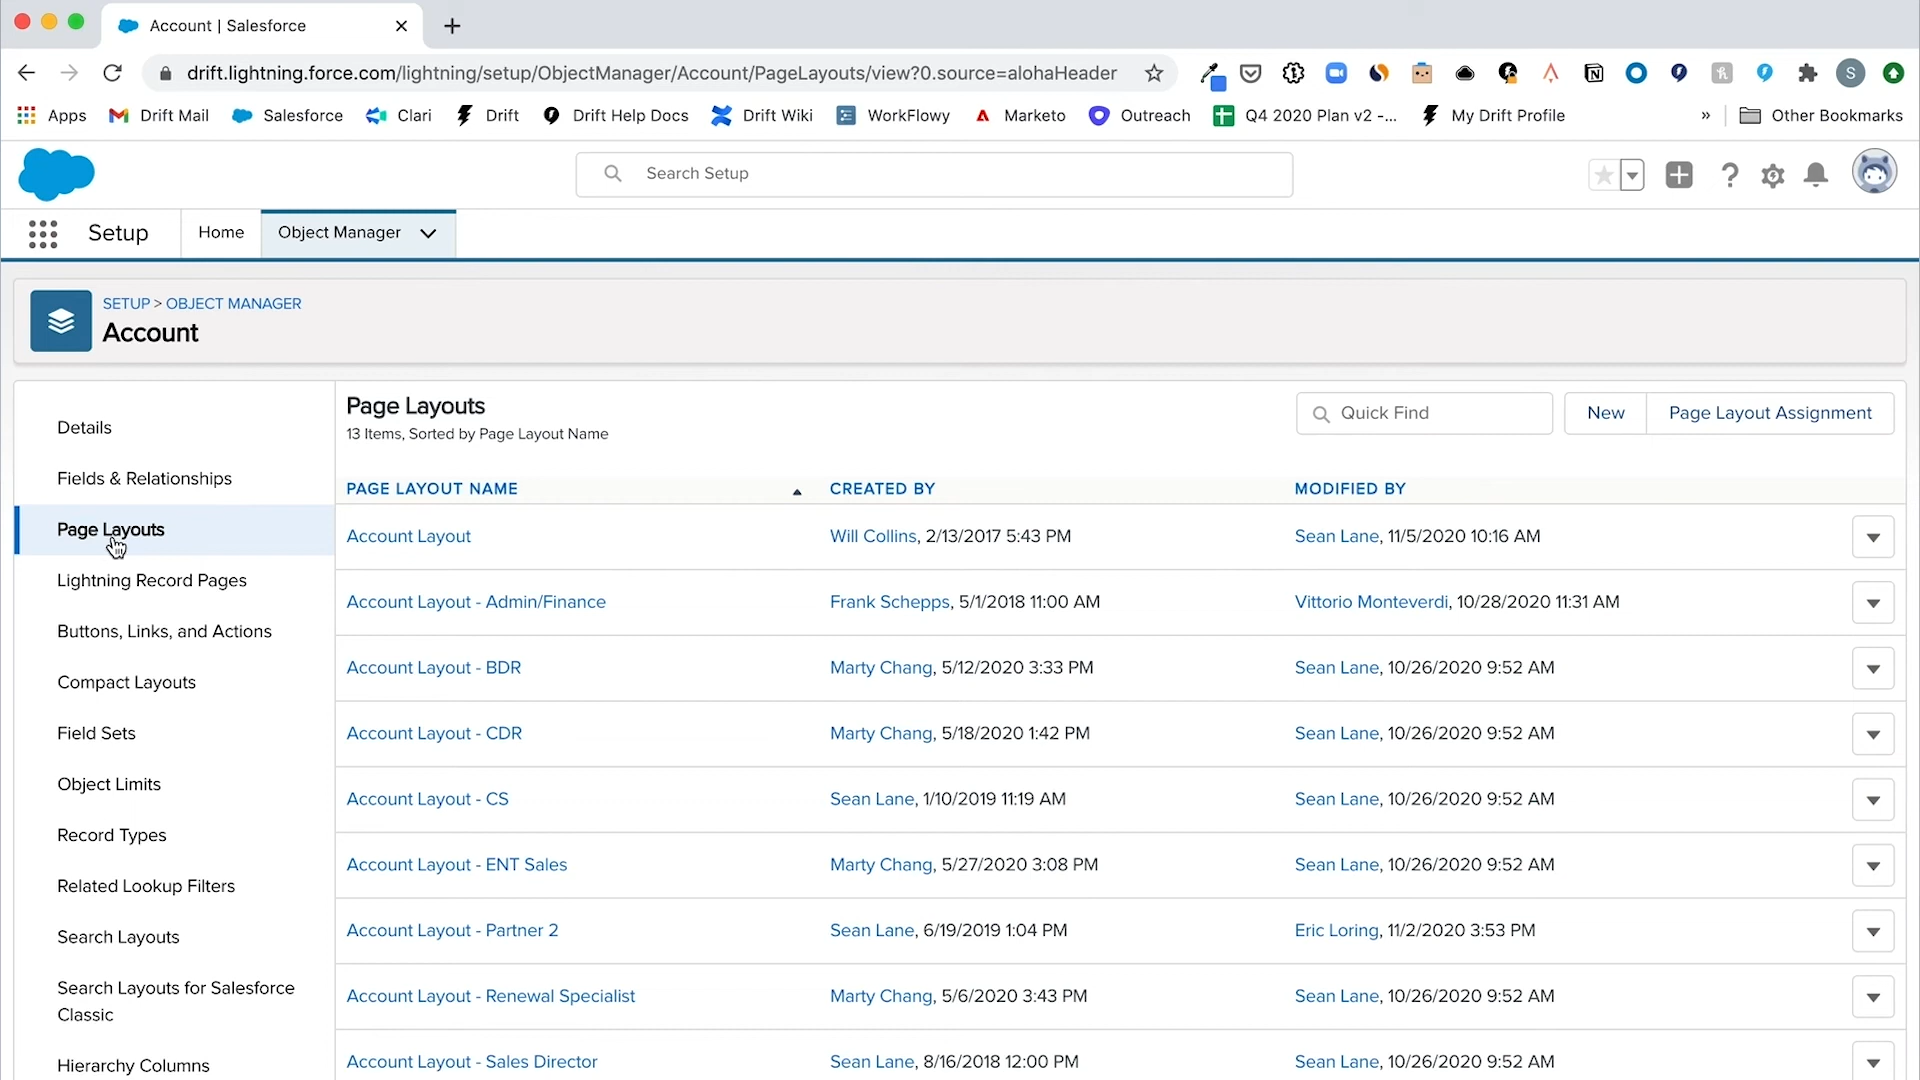 Account | Salesforce
drift.lightning.force.com/lightning/setup/ObjectManager/Account/PageLayouts/view?0.source=alohaHeader
S
Apps Drift Mail Salesforce Clari Drift Drift Help Docs Drift Wiki WorkFlowy Marketo Outreach Q4 2020 Plan v2 -... My Drift Profile » Other Bookmarks
Search Setup
Setup Home Object Manager
SETUP > OBJECT MANAGER
Account
Details
Fields & Relationships
Page Layouts
Lightning Record Pages
Buttons, Links, and Actions
Compact Layouts
Field Sets
Object Limits
Record Types
Related Lookup Filters
Search Layouts
Search Layouts for Salesforce
Classic
Hierarchy Columns
Page Layouts
13 Items, Sorted by Page Layout Name
Quick Find New Page Layout Assignment
PAGE LAYOUT NAME CREATED BY MODIFIED BY
Account Layout Will Collins, 2/13/2017 5:43 PM Sean Lane, 11/5/2020 10:16 AM
Account Layout - Admin/Finance Frank Schepps, 5/1/2018 11:00 AM Vittorio Monteverdi, 10/28/2020 11:31 AM
Account Layout - BDR Marty Chang, 5/12/2020 3:33 PM Sean Lane, 10/26/2020 9:52 AM
Account Layout - CDR Marty Chang, 5/18/2020 1:42 PM Sean Lane, 10/26/2020 9:52 AM
Account Layout - CS Sean Lane, 1/10/2019 11:19 AM Sean Lane, 10/26/2020 9:52 AM
Account Layout - ENT Sales Marty Chang, 5/27/2020 3:08 PM Sean Lane, 10/26/2020 9:52 AM
Account Layout - Partner 2 Sean Lane, 6/19/2019 1:04 PM Eric Loring, 11/2/2020 3:53 PM
Account Layout - Renewal Specialist Marty Chang, 5/6/2020 3:43 PM Sean Lane, 10/26/2020 9:52 AM
Account Layout - Sales Director Sean Lane, 8/16/2018 12:00 PM Sean Lane, 10/26/2020 9:52 AM